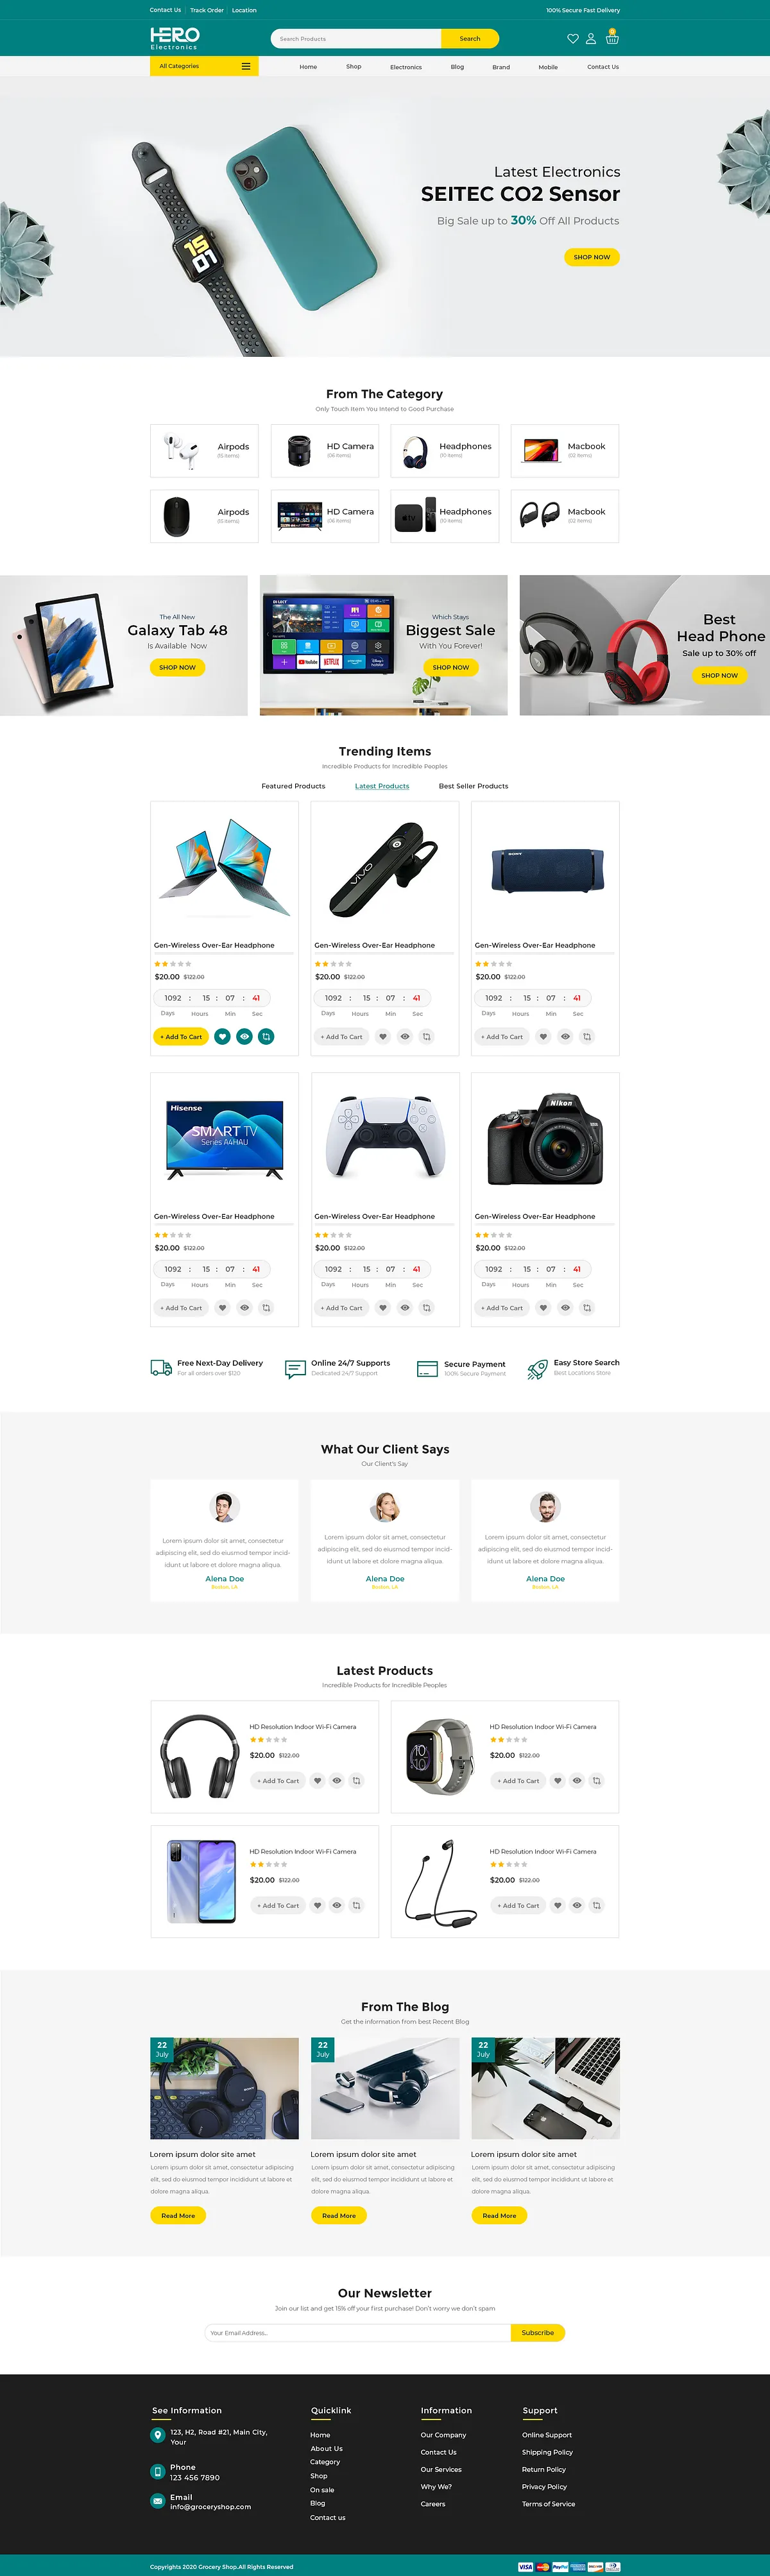 Contact Us
Track Order
Location
100% Secure Fast Delivery
HERO
Electronics
Search Products
Search
0
All Categories
Home
Shop
Electronics
Blog
Brand
Mobile
Contact Us
Latest Electronics
SEITEC CO2 Sensor
Big Sale up to 30% Off All Products
SHOP NOW
15
01
From The Category
Only Touch Item You Intend to Good Purchase
Airpods
(15 items)
HD Camera
(06 items)
Headphones
(10 items)
Macbook
(02 items)
Airpods
(15 items)
HD Camera
(06 items)
tv
Headphones
(10 items)
Macbook
(02 items)
The All New
Galaxy Tab 48
Is Available Now
SHOP NOW
YouTube
NETFLIX
Which Stays
Biggest Sale
With You Forever!
SHOP NOW
Best
Head Phone
Sale up to 30% off
SHOP NOW
Trending Items
Incredible Products for Incredible Peoples
Featured Products
Latest Products
Best Seller Products
VIVO
SONY
Gen-Wireless Over-Ear Headphone
$20.00 $122.00
1092 : 15 : 07 : 41
Days Hours Min Sec
+ Add To Cart
Gen-Wireless Over-Ear Headphone
$20.00 $122.00
1092 : 15 : 07 : 41
Days Hours Min Sec
+ Add To Cart
Gen-Wireless Over-Ear Headphone
$20.00 $122.00
1092 : 15 : 07 : 41
Days Hours Min Sec
+ Add To Cart
Hisense
SMART TV
Series A4HAU
Nikon
Gen-Wireless Over-Ear Headphone
$20.00 $122.00
1092 : 15 : 07 : 41
Days Hours Min Sec
+ Add To Cart
Gen-Wireless Over-Ear Headphone
$20.00 $122.00
1092 : 15 : 07 : 41
Days Hours Min Sec
+ Add To Cart
Gen-Wireless Over-Ear Headphone
$20.00 $122.00
1092 : 15 : 07 : 41
Days Hours Min Sec
+ Add To Cart
Free Next-Day Delivery
For all orders over $120
Online 24/7 Supports
Dedicated 24/7 Support
Secure Payment
100% Secure Payment
Easy Store Search
Best Locations Store
What Our Client Says
Our Client's Say
Lorem ipsum dolor sit amet, consectetur
adipiscing elit, sed do eiusmod tempor incid-
idunt ut labore et dolore magna aliqua.
Alena Doe
Boston, LA
Lorem ipsum dolor sit amet, consectetur
adipiscing elit, sed do eiusmod tempor incid-
idunt ut labore et dolore magna aliqua.
Alena Doe
Boston, LA
Lorem ipsum dolor sit amet, consectetur
adipiscing elit, sed do eiusmod tempor incid-
idunt ut labore et dolore magna aliqua.
Alena Doe
Boston, LA
Latest Products
Incredible Products for Incredible Peoples
HD Resolution Indoor Wi-Fi Camera
$20.00 $122.00
+ Add To Cart
HD Resolution Indoor Wi-Fi Camera
$20.00 $122.00
+ Add To Cart
HD Resolution Indoor Wi-Fi Camera
$20.00 $122.00
+ Add To Cart
HD Resolution Indoor Wi-Fi Camera
$20.00 $122.00
+ Add To Cart
From The Blog
Get the information from best Recent Blog
22
July
22
July
22
July
Lorem ipsum dolor site amet
Lorem ipsum dolor sit amet, consectetur adipiscing
elit, sed do eiusmod tempor incididunt ut labore et
dolore magna aliqua.
Read More
Lorem ipsum dolor site amet
Lorem ipsum dolor sit amet, consectetur adipiscing
elit, sed do eiusmod tempor incididunt ut labore et
dolore magna aliqua.
Read More
Lorem ipsum dolor site amet
Lorem ipsum dolor sit amet, consectetur adipiscing
elit, sed do eiusmod tempor incididunt ut labore et
dolore magna aliqua.
Read More
Our Newsletter
Join our list and get 15% off your first purchase! Don't worry we don't spam
Your Email Address...
Subscribe
See Information
123, H2, Road #21, Main City,
Your
Phone
123 456 7890
Email
info@groceryshop.com
Quicklink
Home
About Us
Category
Shop
On sale
Blog
Contact us
Information
Our Company
Contact Us
Our Services
Why We?
Careers
Support
Online Support
Shipping Policy
Return Policy
Privacy Policy
Terms of Service
Copyrights 2020 Grocery Shop.All Rights Reserved
VISA
PayPal